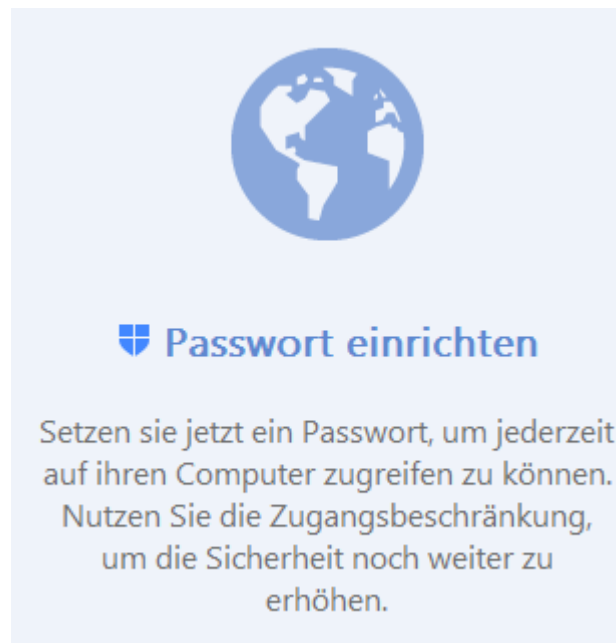 Passwort einrichten
Setzen sie jetzt ein Passwort, um jederzeit
auf ihren Computer zugreifen zu können.
Nutzen Sie die Zugangsbeschränkung,
um die Sicherheit noch weiter zu
erhöhen.